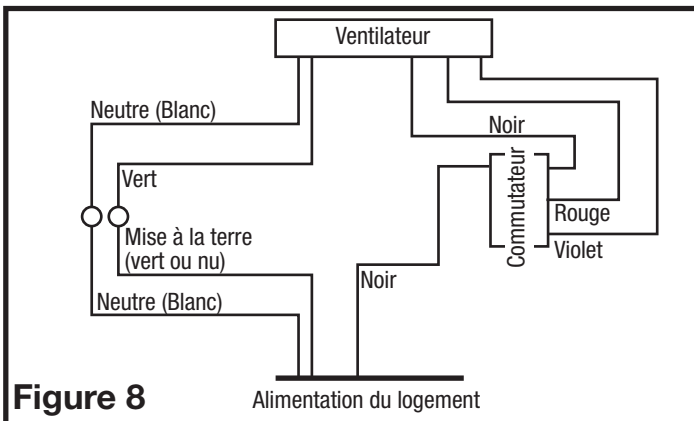 Ventilateur
Neutre (Blanc)
Noir
Vert
Commutateur
Rouge
Mise à la terre
(vert ou nu)
Violet
Noir
Neutre (Blanc)
Figure 8
Alimentation du logement